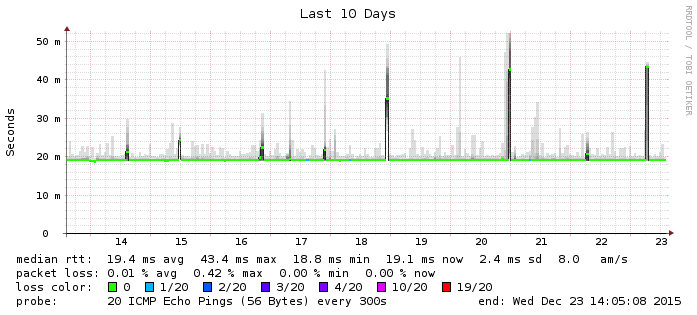 Last 10 Days
RRDTOOL / TOBI OETIKER
Seconds
50 m
40 m
30 m
20 m
10 m
0
14 15 16 17 18 19 20 21 22 23
median rtt: 19.4 ms avg 43.4 ms max 18.8 ms min 19.1 ms now 2.4 ms sd 8.0 am/s
packet loss: 0.01 % avg 0.42 % max 0.00 % min 0.00 % now
loss color: 0 1/20 2/20 3/20 4/20 10/20 19/20
probe: 20 ICMP Echo Pings (56 Bytes) every 300s end: Wed Dec 23 14:05:08 2015